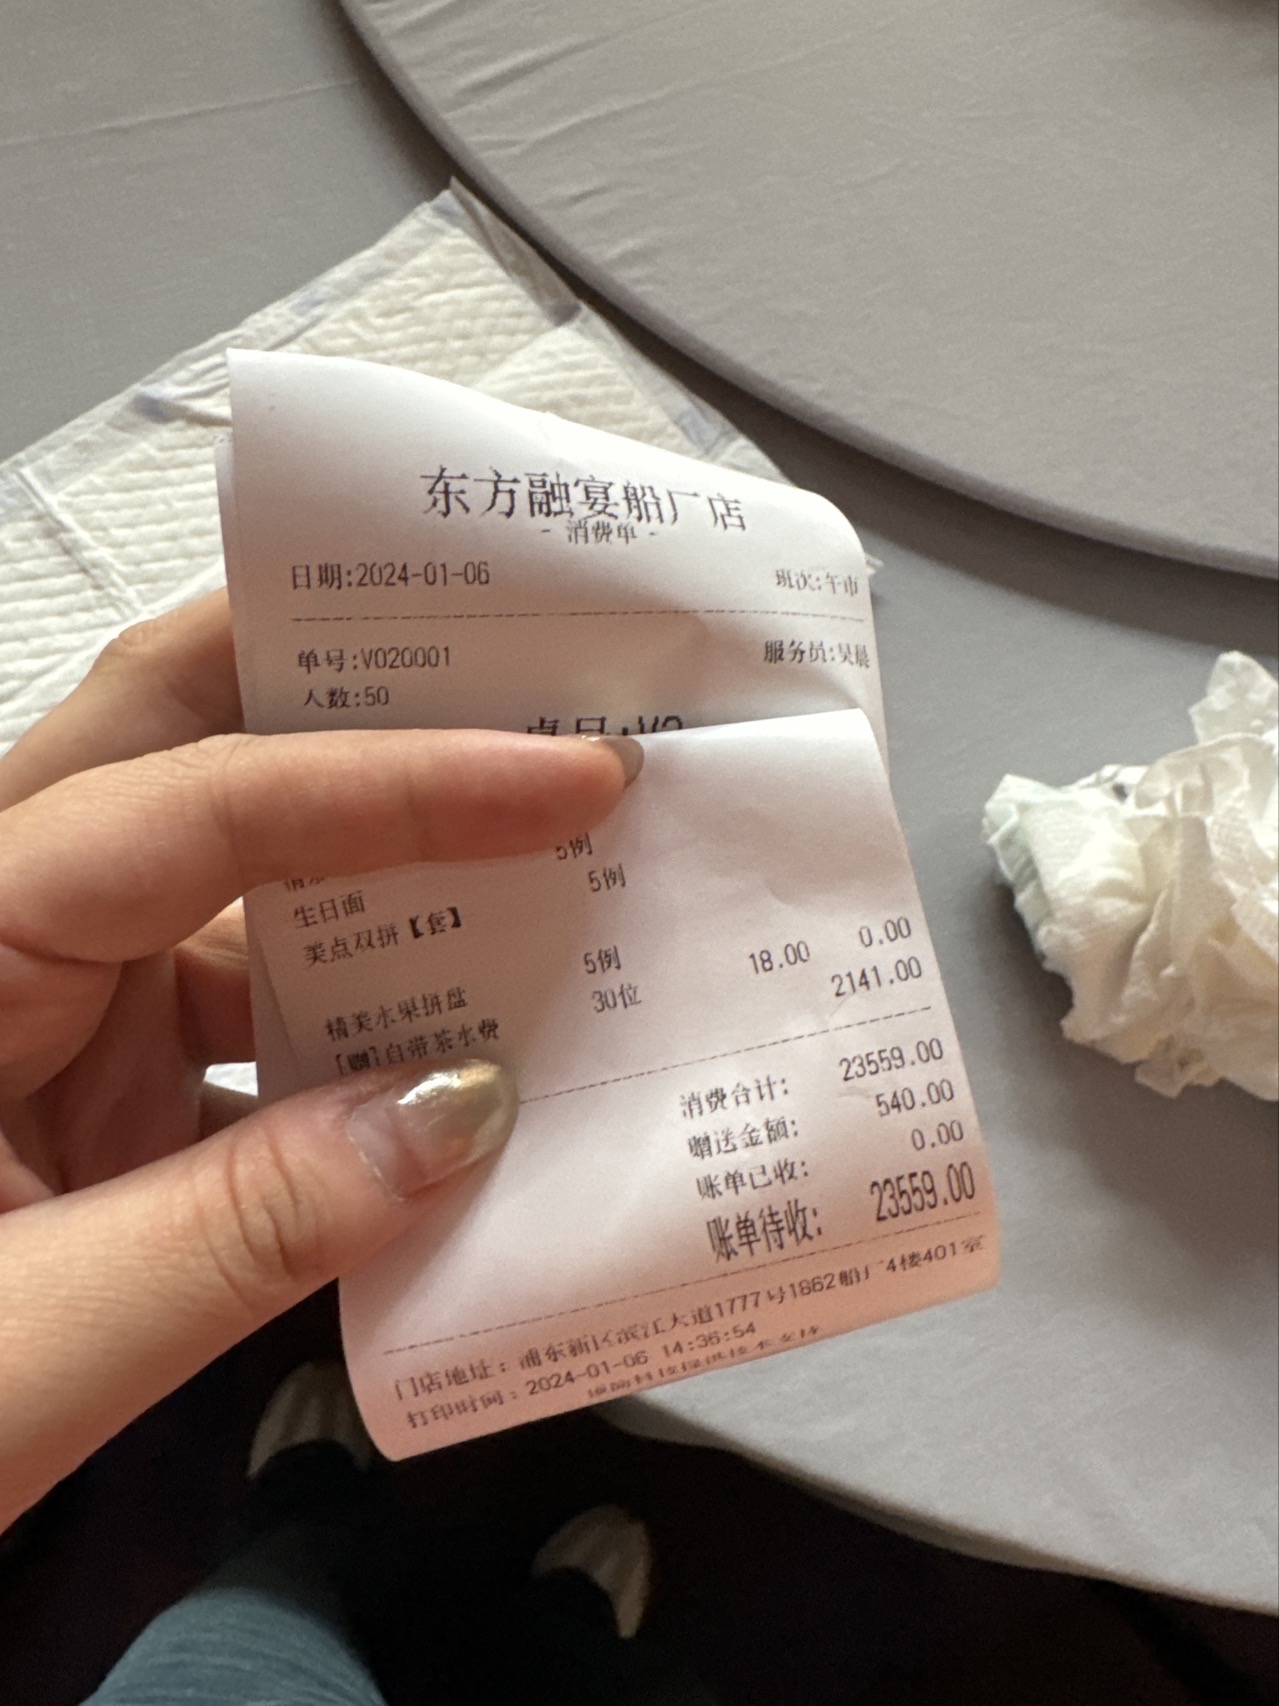 东方融宴船厂店
- 消费单 -
日期:2024-01-06 班次:午市
单号:V020001 服务员:吴晨
人数:50
5例
生日面 5例
美点双拼【套】
5例
精美水果拼盘 30位 18.00 0.00
[赠]自带茶水费 2141.00
消费合计: 23559.00
赠送金额: 540.00
账单已收: 0.00
账单待收: 23559.00
门店地址: 浦东新区滨江大道1777号1862船厂4楼401室
打印时间: 2024-01-06 14:36:54